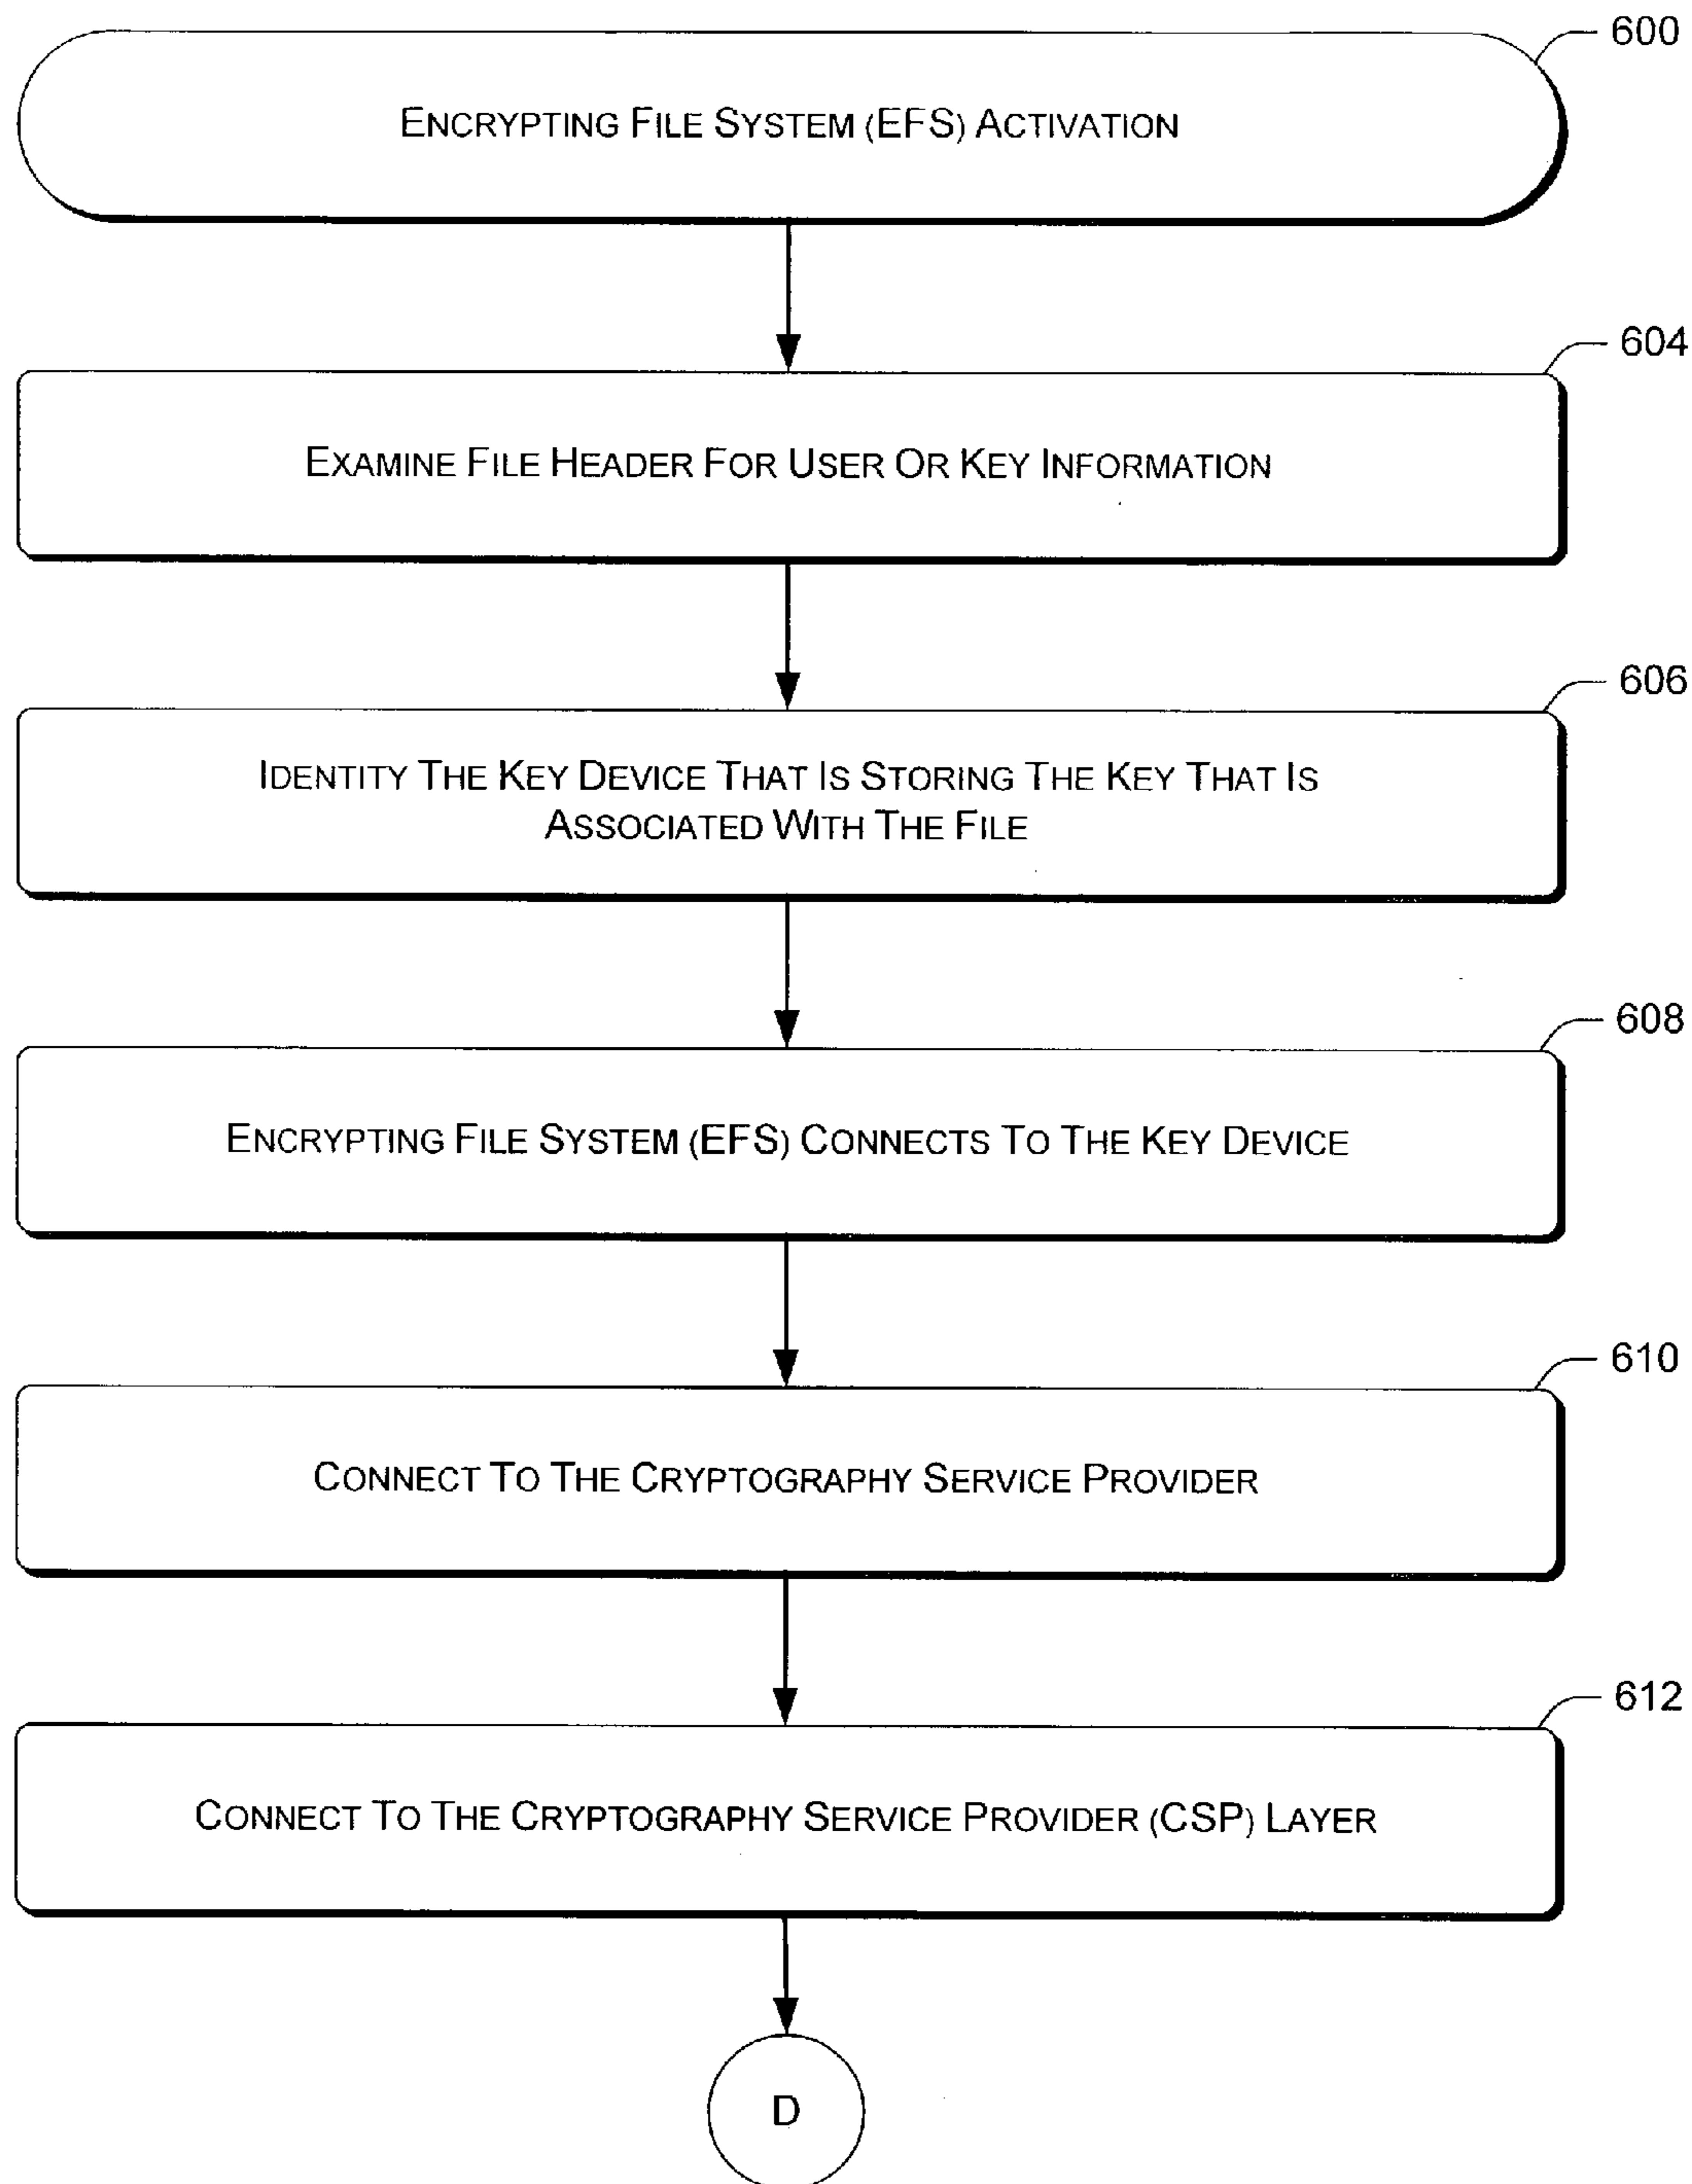 600
ENCRYPTING FILE SYSTEM (EFS) ACTIVATION
604
EXAMINE FILE HEADER FOR USER OR KEY INFORMATION
606
IDENTITY THE KEY DEVICE THAT IS STORING THE KEY THAT IS
ASSOCIATED WITH THE FILE
608
ENCRYPTING FILE SYSTEM (EFS) CONNECTS TO THE KEY DEVICE
610
CONNECT TO THE CRYPTOGRAPHY SERVICE PROVIDER
612
CONNECT TO THE CRYPTOGRAPHY SERVICE PROVIDER (CSP) LAYER
D